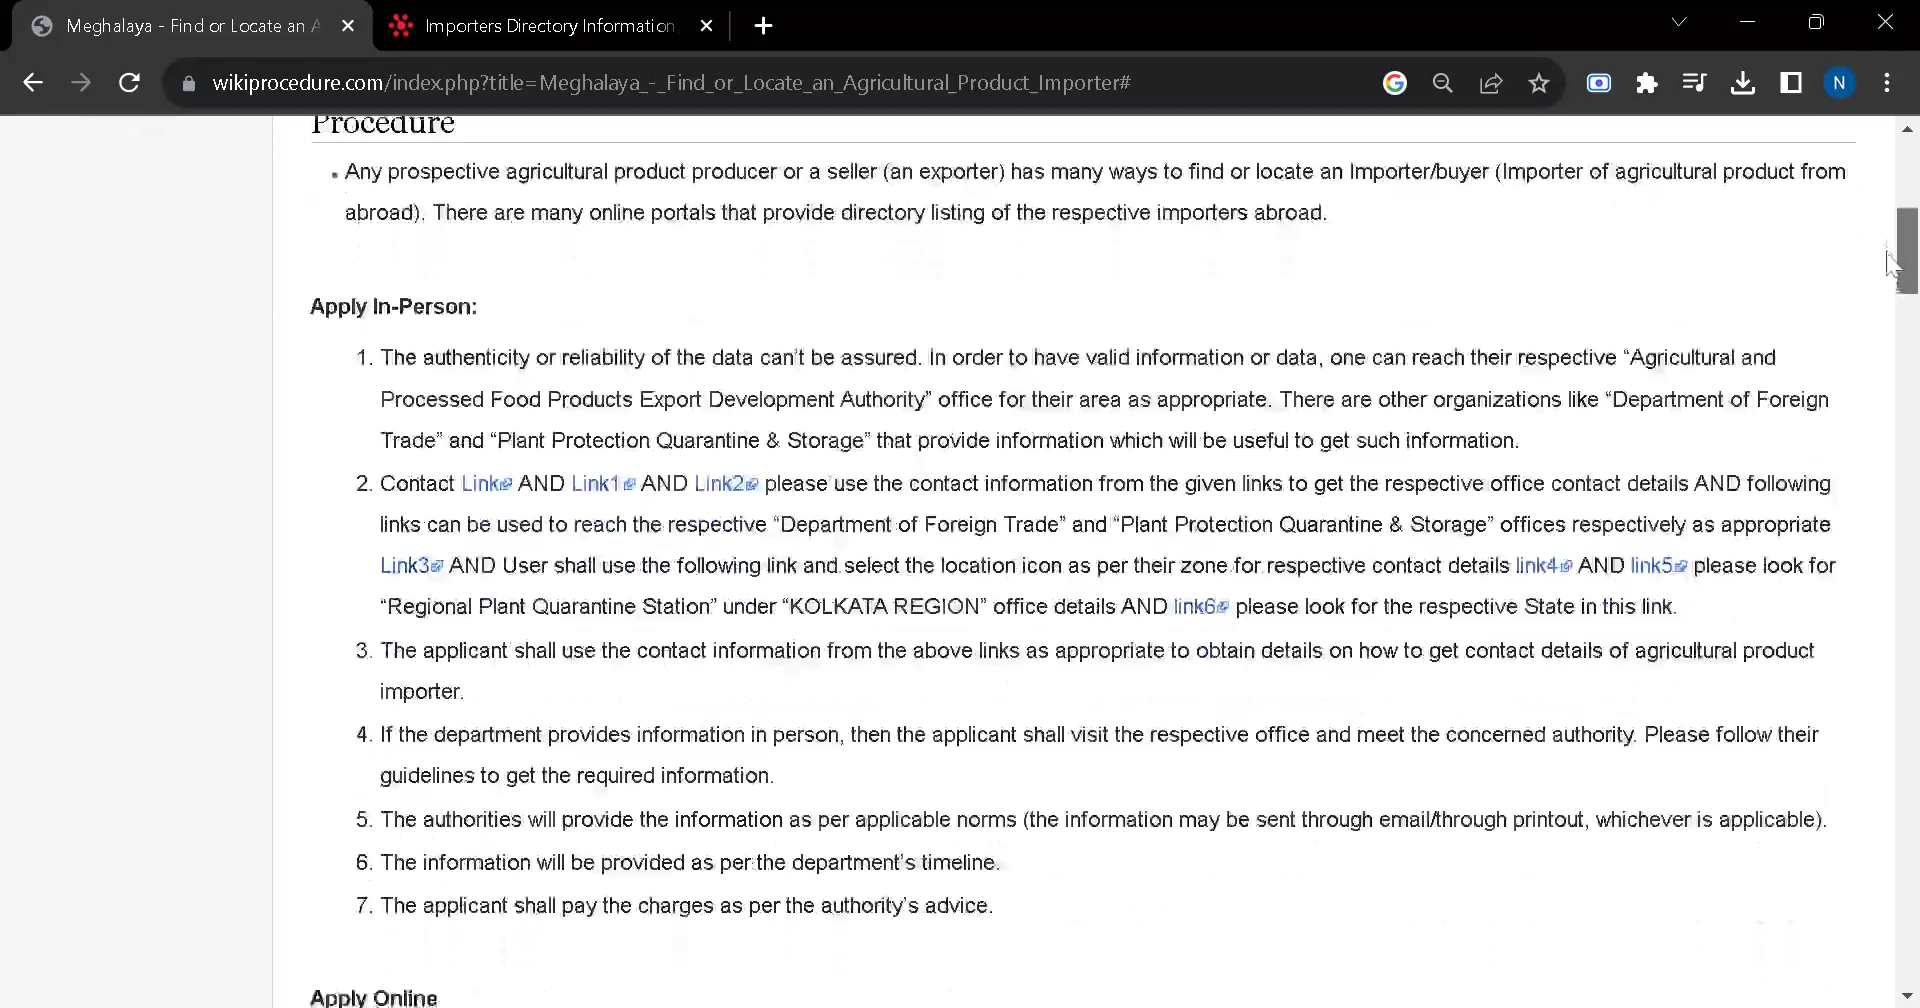 Meghalaya - Find or Locate an A
Importers Directory Information
wikiprocedure.com/index.php?title=Meghalaya_-_Find_or_Locate_an_Agricultural_Product_Importer#
N
Procedure
Any prospective agricultural product producer or a seller (an exporter) has many ways to find or locate an Importer/buyer (Importer of agricultural product from
abroad). There are many online portals that provide directory listing of the respective importers abroad.
Apply In-Person:
1. The authenticity or reliability of the data can't be assured. In order to have valid information or data, one can reach their respective “Agricultural and
Processed Food Products Export Development Authority” office for their area as appropriate. There are other organizations like “Department of Foreign
Trade” and “Plant Protection Quarantine & Storage” that provide information which will be useful to get such information.
2. Contact Link AND Link1 AND Link2 please use the contact information from the given links to get the respective office contact details AND following
links can be used to reach the respective “Department of Foreign Trade” and “Plant Protection Quarantine & Storage” offices respectively as appropriate
Link3 AND User shall use the following link and select the location icon as per their zone for respective contact details link4 AND link5 please look for
“Regional Plant Quarantine Station” under “KOLKATA REGION” office details AND link6 please look for the respective State in this link.
3. The applicant shall use the contact information from the above links as appropriate to obtain details on how to get contact details of agricultural product
importer.
4. If the department provides information in person, then the applicant shall visit the respective office and meet the concerned authority. Please follow their
guidelines to get the required information.
5. The authorities will provide the information as per applicable norms (the information may be sent through email/through printout, whichever is applicable).
6. The information will be provided as per the department's timeline.
7. The applicant shall pay the charges as per the authority's advice.
Apply Online